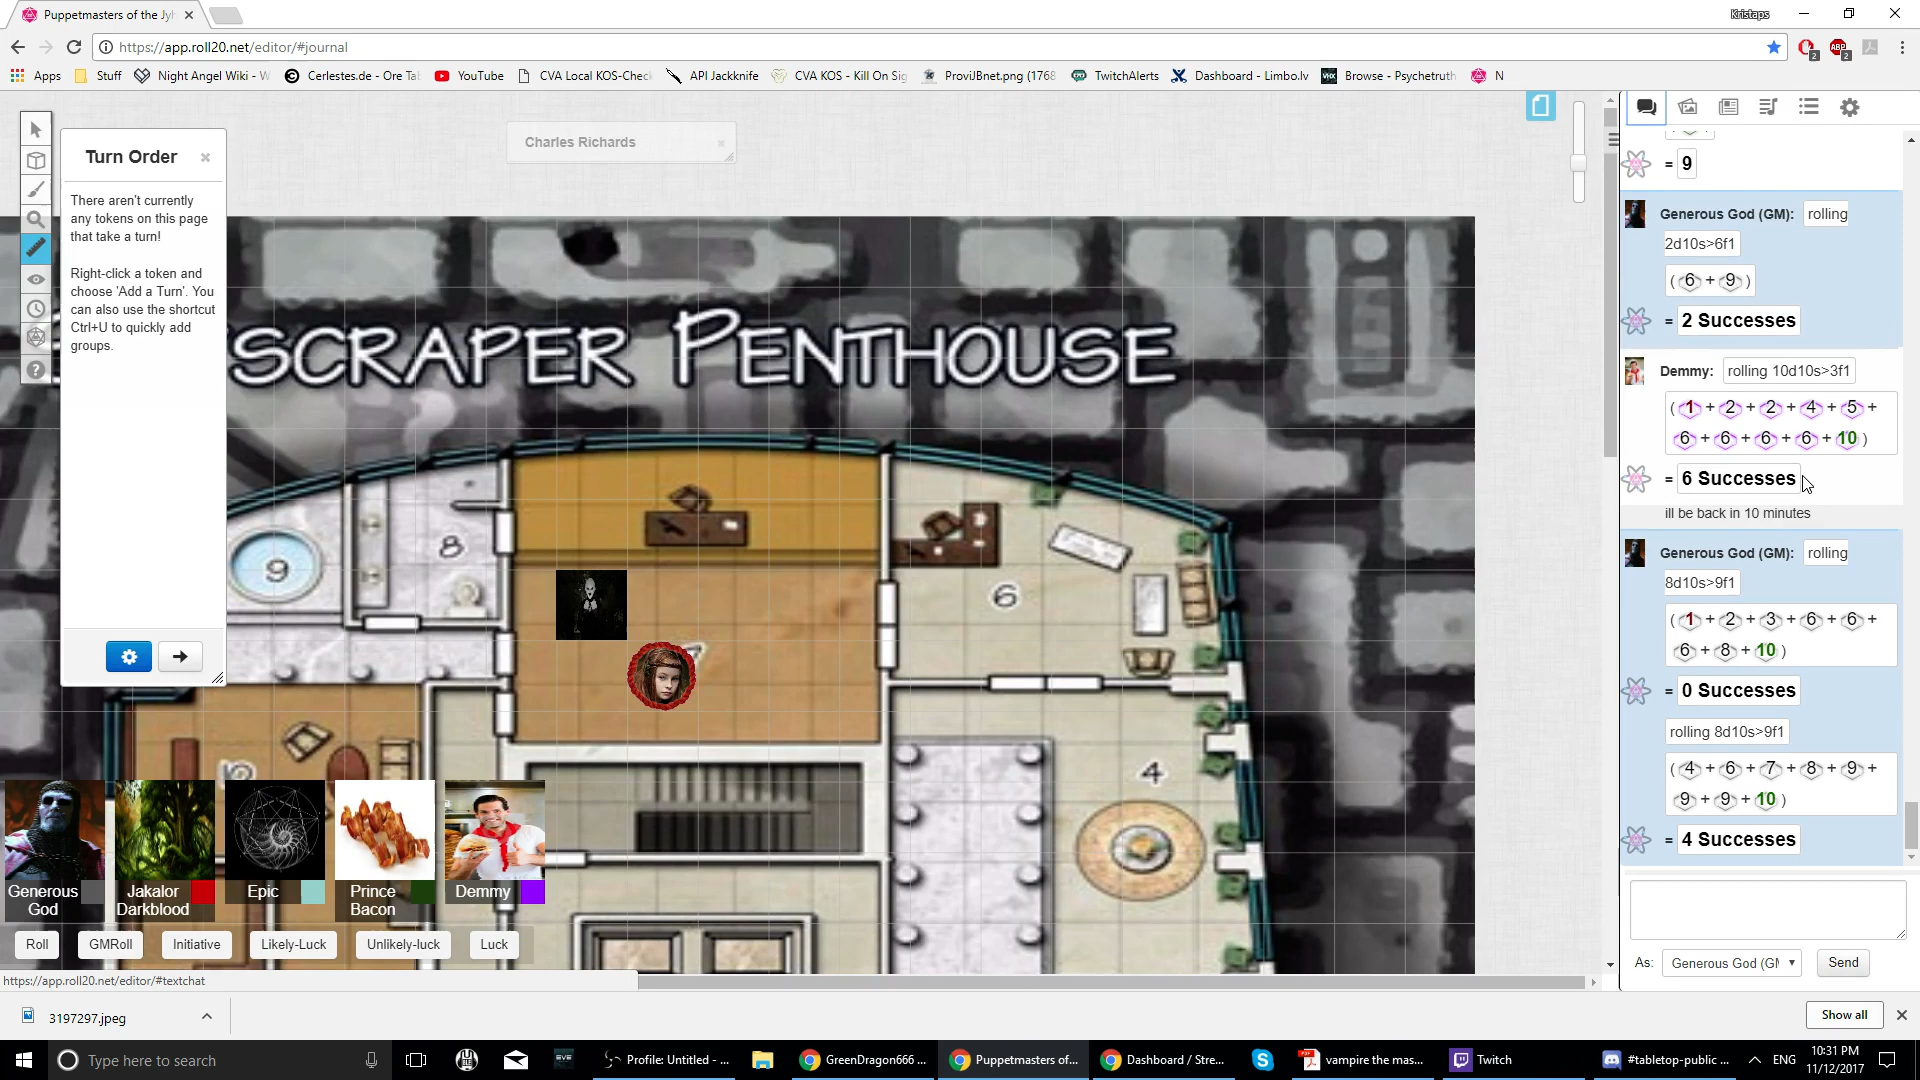 Puppetmasters of the Jyh
Kristaps
https://app.roll20.net/editor/#journal
2
ABP
2
Apps
Stuff
Night Angel Wiki - W
Cerlestes.de - Ore Ta
YouTube
CVA Local KOS-Check
API Jackknife
CVA KOS - Kill On Sig
ProviJBnet.png (1768
TwitchAlerts
Dashboard - Limbo.lv
Browse - Psychetruth
N
Turn Order
There aren't currently
any tokens on this page
that take a turn!
Right-click a token and
choose 'Add a Turn'. You
can also use the shortcut
Ctrl+U to quickly add
groups.
Charles Richards
SCRAPER PENTHOUSE
9
8
6
7
10
4
= 9
Generous God (GM): rolling
2d10s>6f1
(6+9)
= 2 Successes
Demmy: rolling 10d10s>3f1
(1+2+2+4+5+
6+6+6+6+10)
= 6 Successes
ill be back in 10 minutes
Generous God (GM): rolling
8d10s>9f1
(1+2+3+6+6+
6+8+10)
= 0 Successes
rolling 8d10s>9f1
(4+6+7+8+9+
9+9+10)
= 4 Successes
As: Generous God (GM
Send
Generous
God
Jakalor
Darkblood
Epic
Prince
Bacon
Demmy
Roll
GMRoll
Initiative
Likely-Luck
Unlikely-luck
Luck
https://app.roll20.net/editor/#textchat
3197297.jpeg
Show all
Type here to search
EVE
Profile: Untitled - ...
GreenDragon666 ...
Puppetmasters of...
Dashboard / Stre...
vampire the mas...
Twitch
#tabletop-public ...
ENG
10:31 PM
11/12/2017